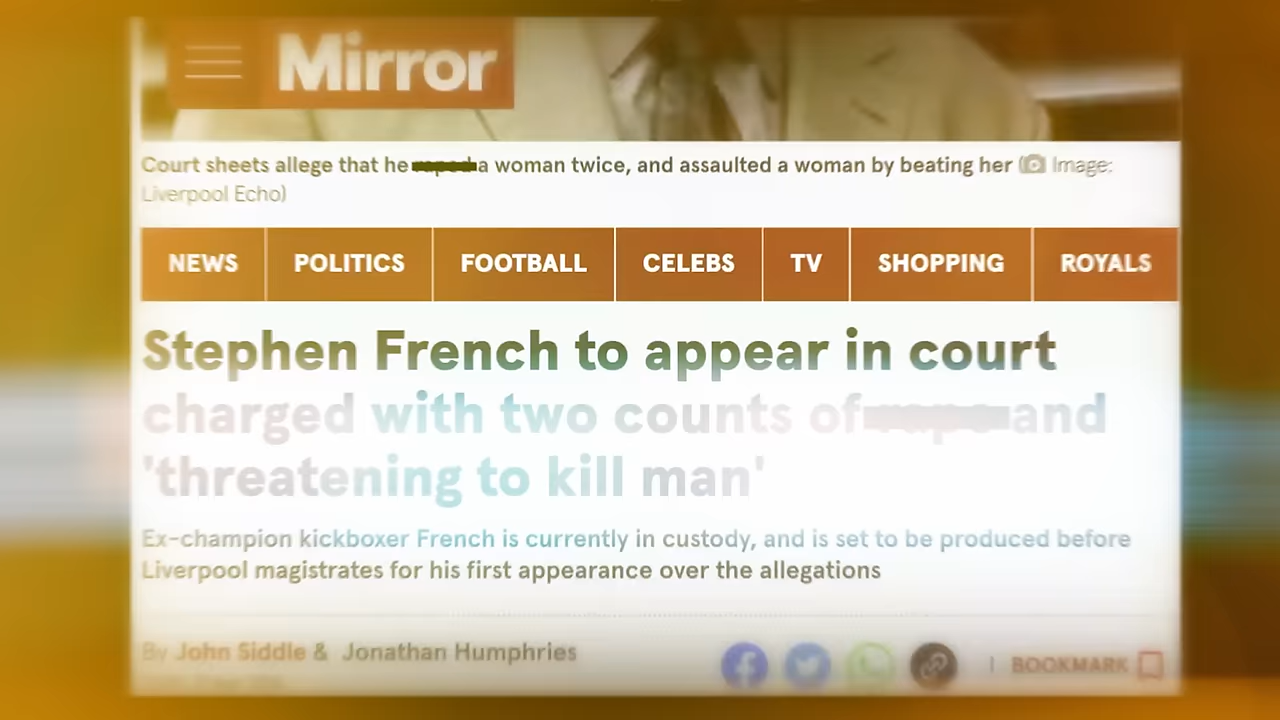 Mirror
Court sheets allege that he a woman twice, and assaulted a woman by beating her (Image:
Liverpool Echo)
NEWS POLITICS FOOTBALL CELEBS TV SHOPPING ROYALS
Stephen French to appear in court
charged with two counts of and
'threatening to kill man'
Ex-champion kickboxer French is currently in custody, and is set to be produced before
Liverpool magistrates for his first appearance over the allegations
By John Siddle & Jonathan Humphries
BOOKMARK